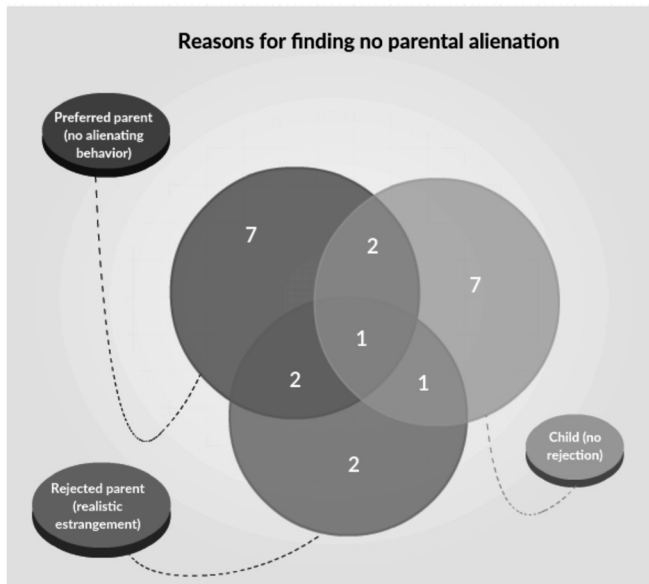 Reasons for finding no parental alienation
Preferred parent
(no alienating
behavior)
7
2
7
1
2
1
2
Child (no
rejection)
Rejected parent
(realistic
estrangement)